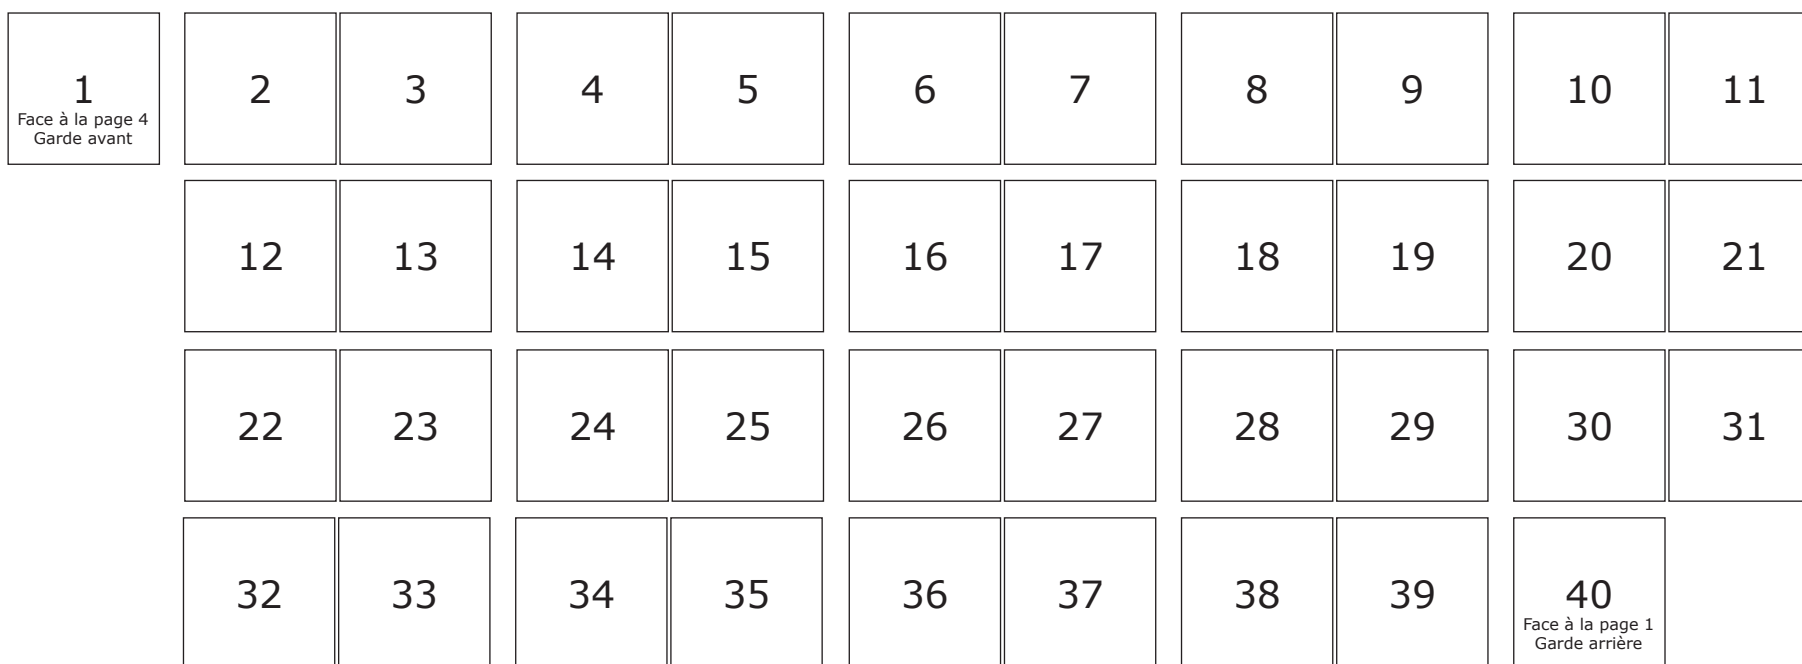 1
Face à la page 4
Garde avant
2 3 4 5 6 7 8 9 10 11
12 13 14 15 16 17 18 19 20 21
22 23 24 25 26 27 28 29 30 31
32 33 34 35 36 37 38 39 40
Face à la page 1
Garde arrière